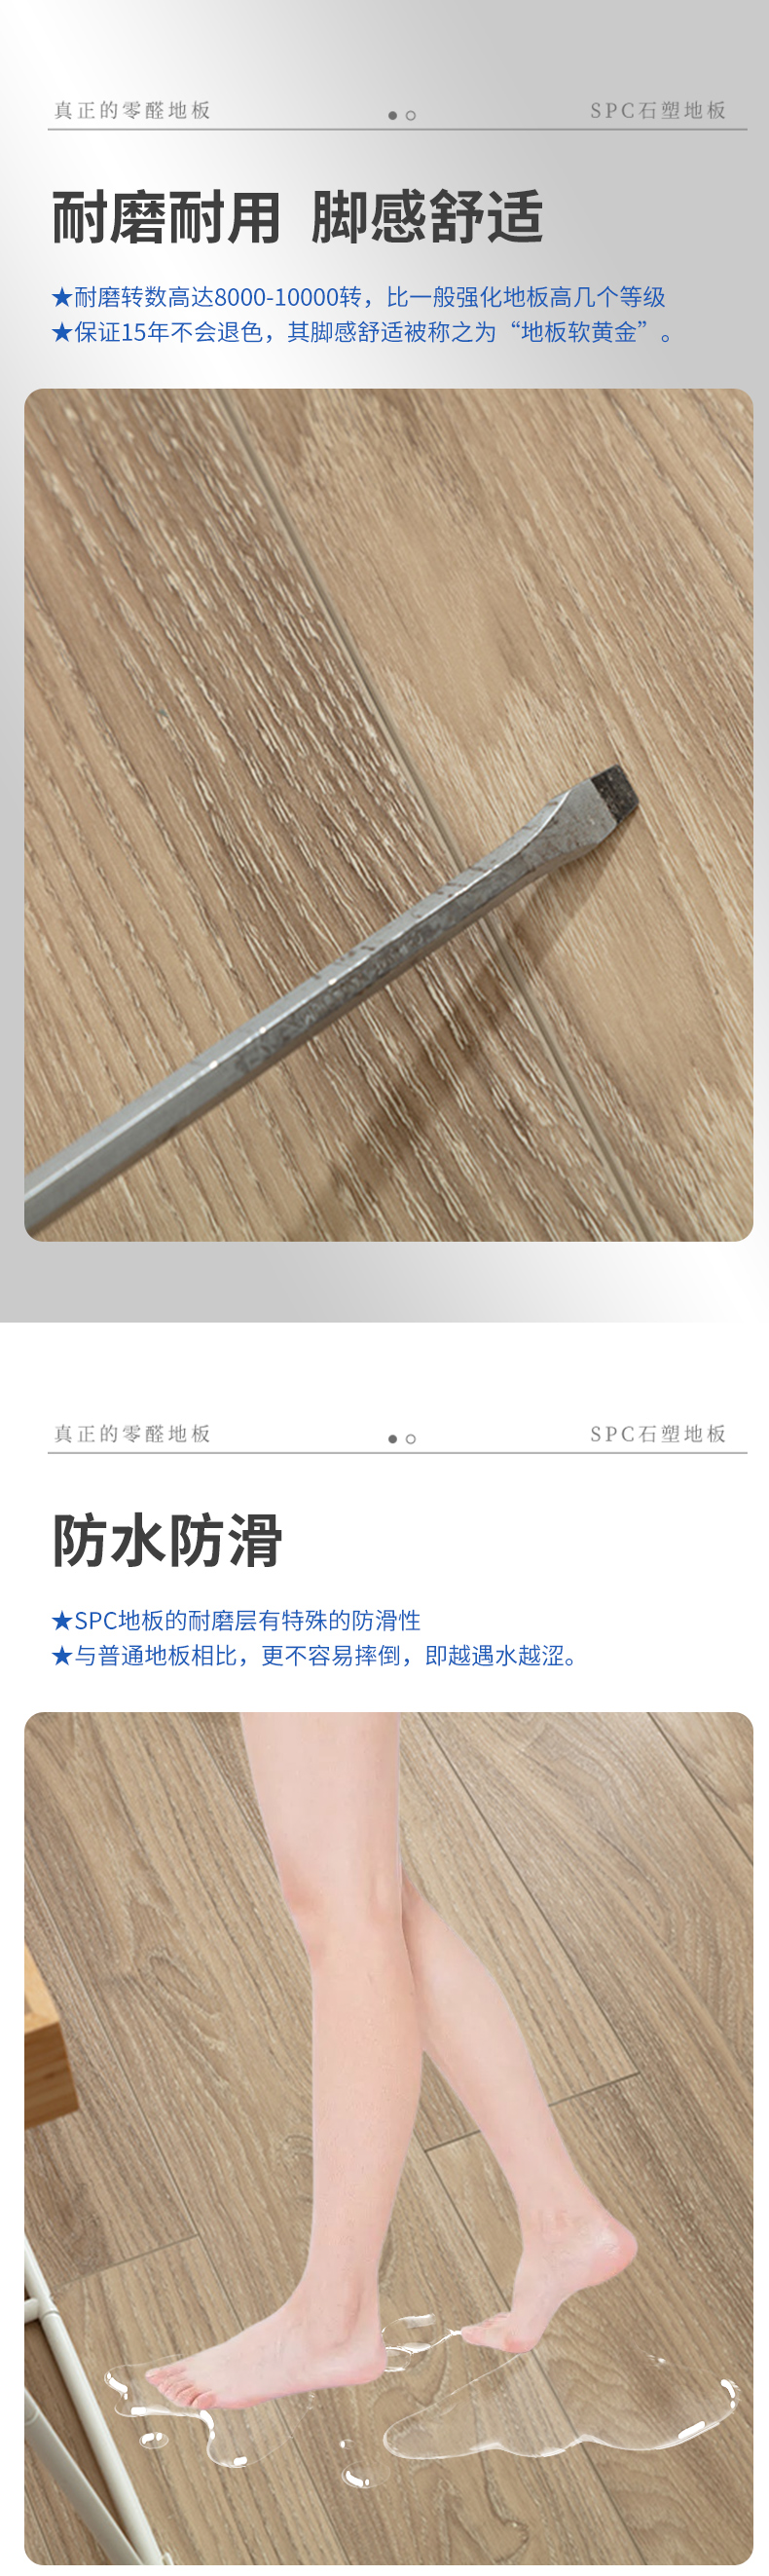 真正的零醛地板
SPC石塑地板
耐磨耐用 脚感舒适
★耐磨转数高达8000-10000转，比一般强化地板高几个等级
★保证15年不会退色，其脚感舒适被称之为“地板软黄金”。
真正的零醛地板
SPC石塑地板
防水防滑
★SPC地板的耐磨层有特殊的防滑性
★与普通地板相比，更不容易摔倒，即越遇水越涩。